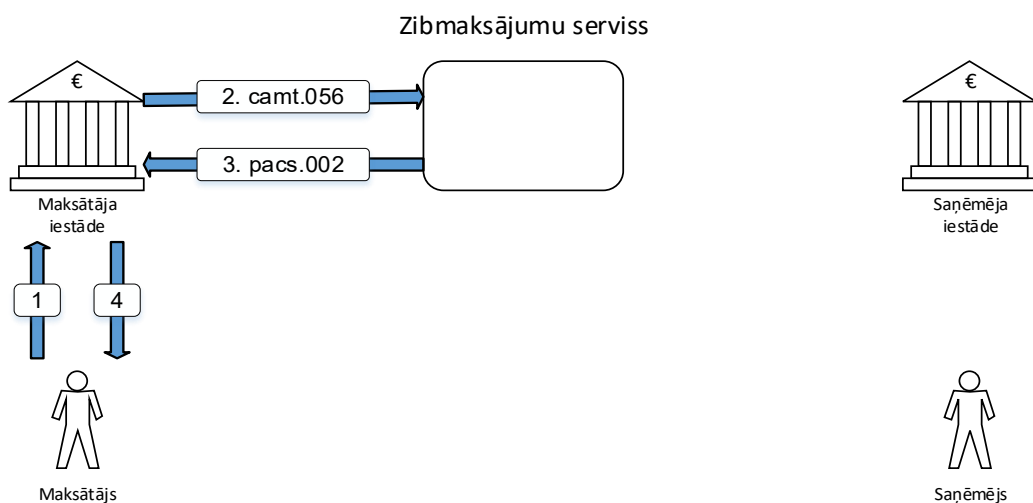 Zibmaksājumu serviss
€
€
2. camt.056
3. pacs.002
Maksātāja
iestāde
Saņēmēja
iestāde
1
4
Maksātājs
Saņēmējs